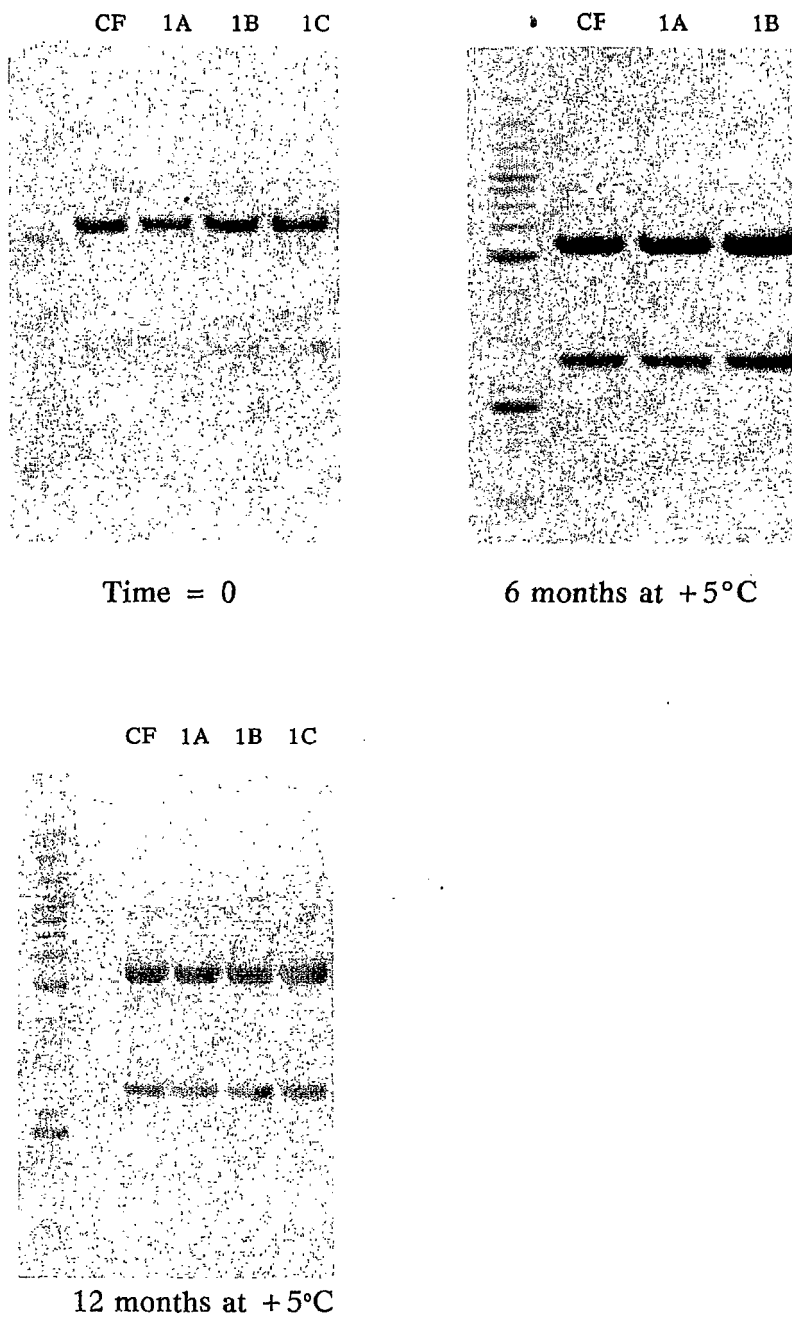 CF 1A 1B 1C
CF 1A 1B
Time = 0
6 months at +5°C
CF 1A 1B 1C
12 months at +5°C